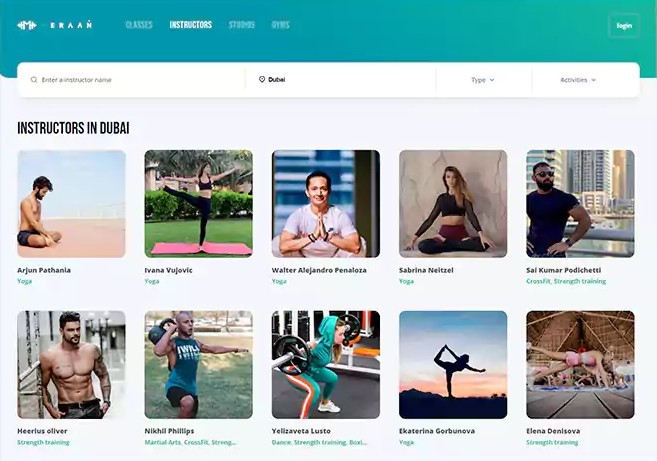 ERAAN
CLASSES
INSTRUCTORS
STUDIOS
GYMS
login
Enter a instructor name
Dubai
Type
Activities
INSTRUCTORS IN DUBAI
Arjun Pathania
Yoga
Ivana Vujovic
Yoga
Walter Alejandro Penaloza
Yoga
Sabrina Neitzel
Yoga
Sai Kumar Podichetti
CrossFit, Strength training
Heerius oliver
Strength training
Nikhil Phillips
Martial Arts, CrossFit, Streng...
Yelizaveta Lusto
Dance, Strength training, Boxi...
Ekaterina Gorbunova
Yoga
Elena Denisova
Strength training